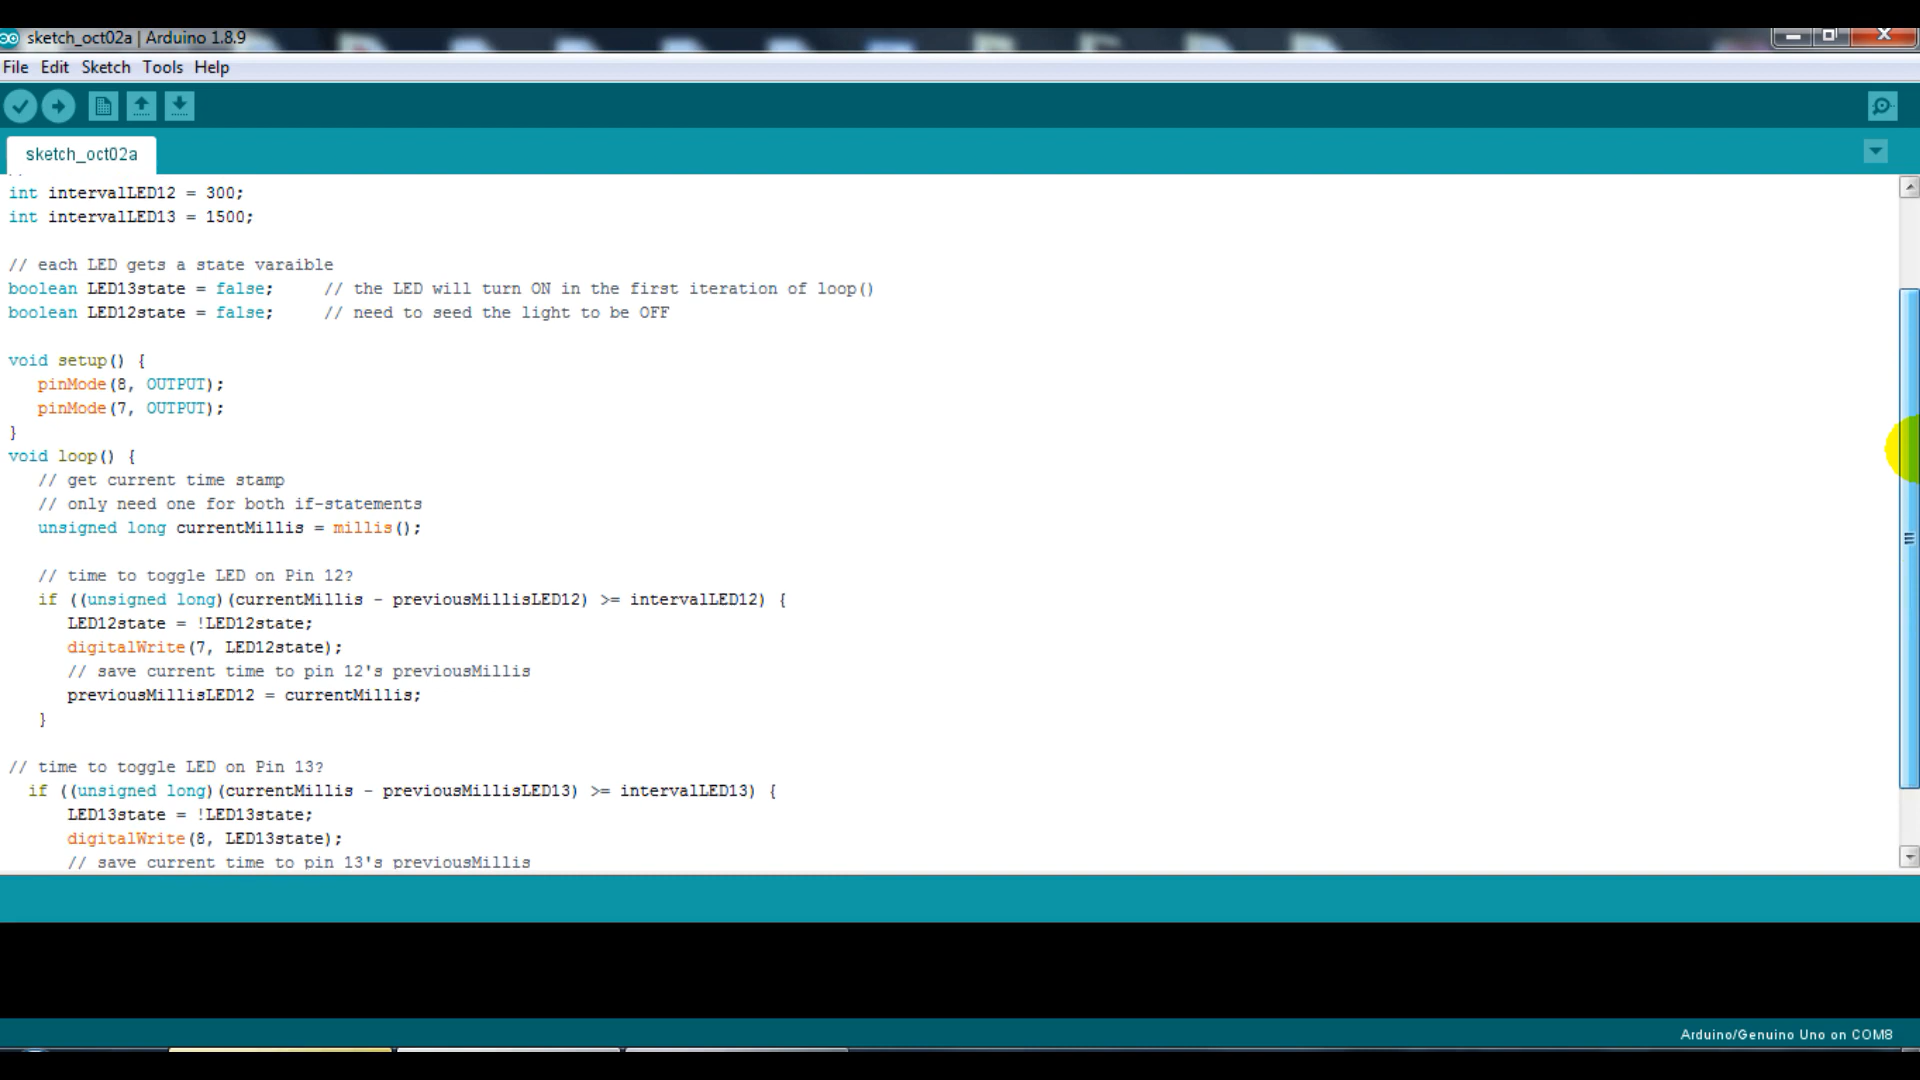 sketch_oct02a | Arduino 1.8.9
File Edit Sketch Tools Help
sketch_oct02a
int intervalLED12 = 300;
int intervalLED13 = 1500;
// each LED gets a state varaible
boolean LED13state = false;     // the LED will turn ON in the first iteration of loop()
boolean LED12state = false;     // need to seed the light to be OFF
void setup() {
   pinMode(8, OUTPUT);
   pinMode(7, OUTPUT);
}
void loop() {
   // get current time stamp
   // only need one for both if-statements
   unsigned long currentMillis = millis();
   // time to toggle LED on Pin 12?
   if ((unsigned long)(currentMillis - previousMillisLED12) >= intervalLED12) {
      LED12state = !LED12state;
      digitalWrite(7, LED12state);
      // save current time to pin 12's previousMillis
      previousMillisLED12 = currentMillis;
   }
// time to toggle LED on Pin 13?
  if ((unsigned long)(currentMillis - previousMillisLED13) >= intervalLED13) {
      LED13state = !LED13state;
      digitalWrite(8, LED13state);
      // save current time to pin 13's previousMillis
Arduino/Genuino Uno on COM8